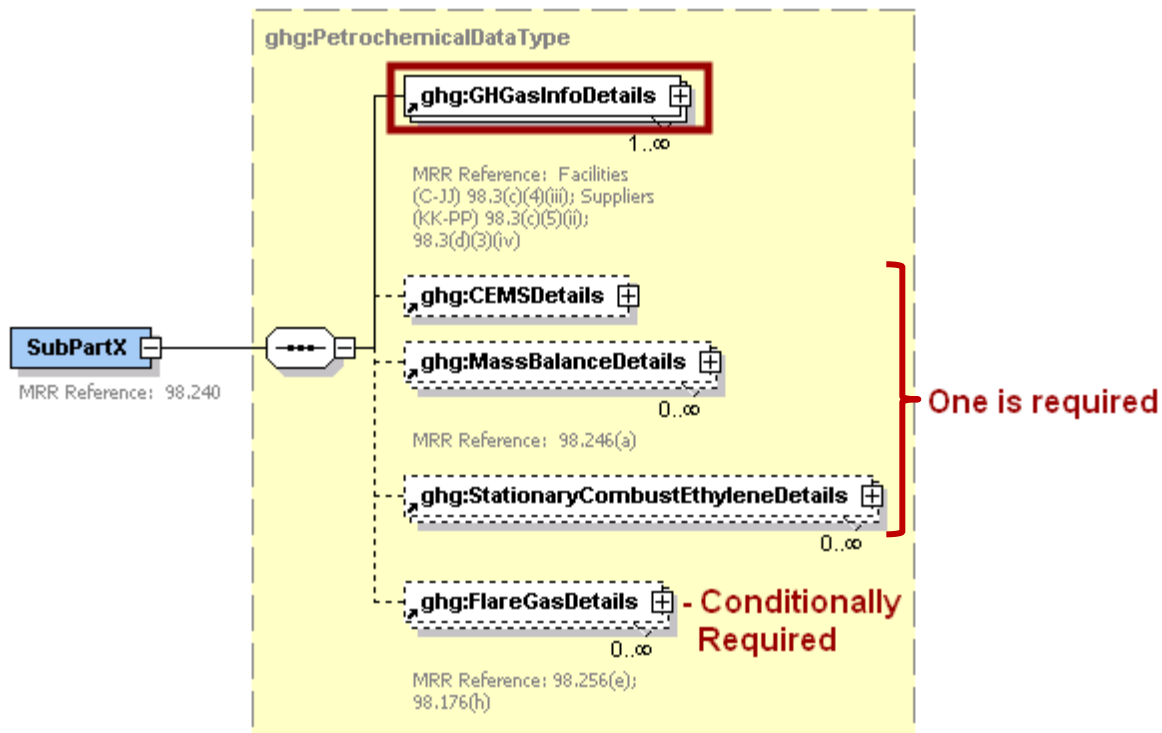 ghg:PetrochemicalDataType
ghg:GHGasInfoDetails
1..∞
MRR Reference: Facilities
(C-JJ) 98.3(c)(4)(iii); Suppliers
(KK-PP) 98.3(c)(5)(ii);
98.3(d)(3)(iv)
ghg:CEMSDetails
SubPartX
MRR Reference: 98.240
ghg:MassBalanceDetails
0..∞
MRR Reference: 98.246(a)
One is required
ghg:StationaryCombustEthyleneDetails
0..∞
ghg:FlareGasDetails
- Conditionally
Required
0..∞
MRR Reference: 98.256(e);
98.176(h)